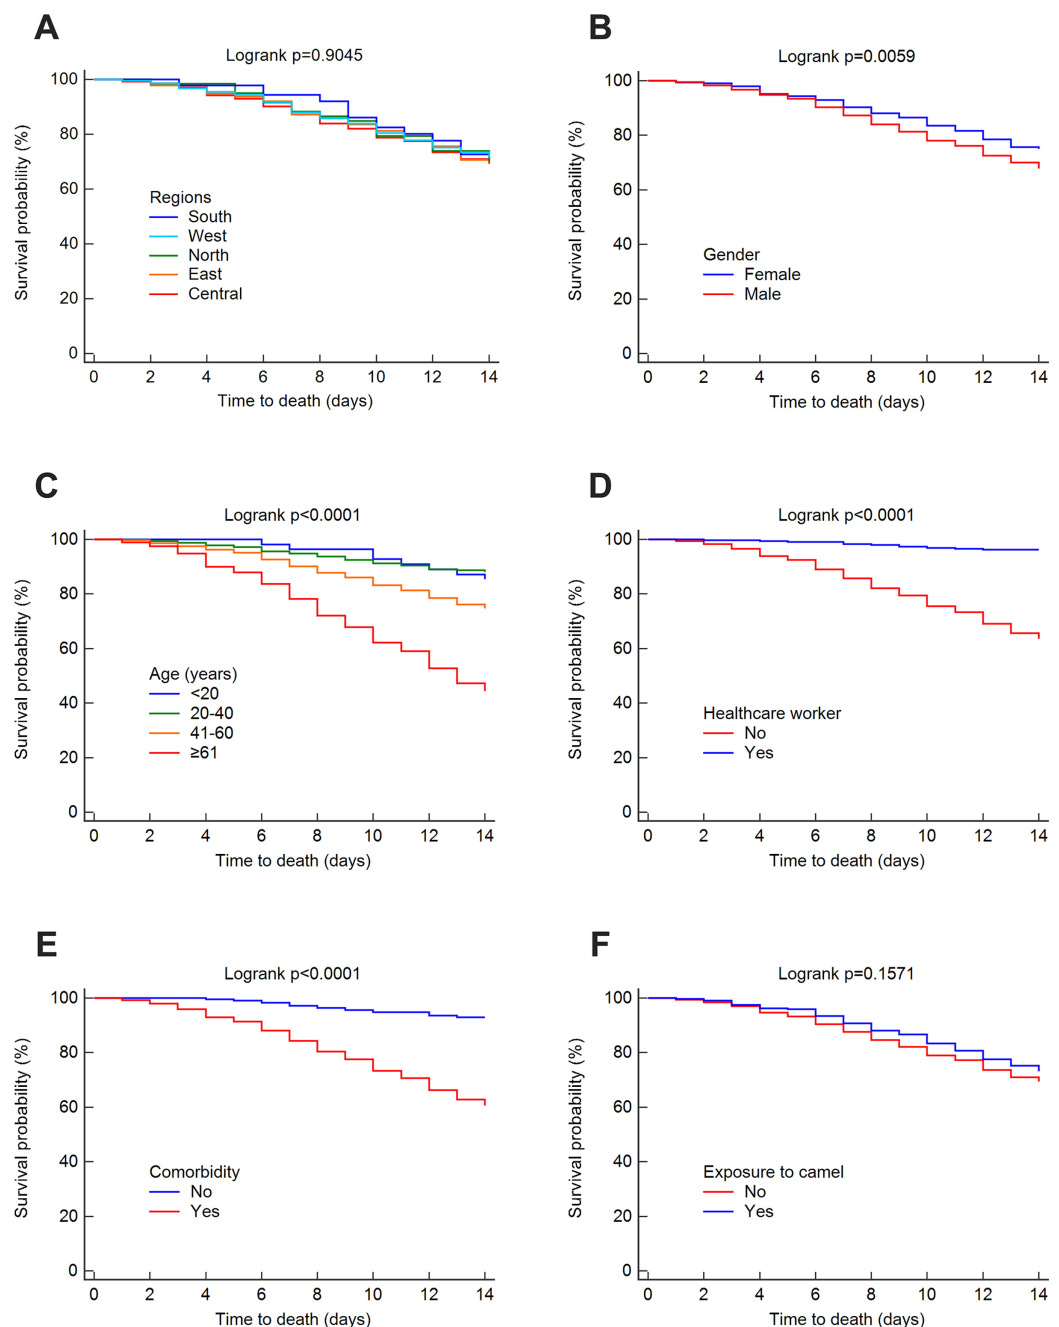 A
Logrank p=0.9045
Survival probability (%)
100
80
60
40
20
0
Regions
South
West
North
East
Central
0 2 4 6 8 10 12 14
Time to death (days)
B
Logrank p=0.0059
Survival probability (%)
100
80
60
40
20
0
Gender
Female
Male
0 2 4 6 8 10 12 14
Time to death (days)
C
Logrank p<0.0001
Survival probability (%)
100
80
60
40
20
0
Age (years)
<20
20-40
41-60
≥61
0 2 4 6 8 10 12 14
Time to death (days)
D
Logrank p<0.0001
Survival probability (%)
100
80
60
40
20
0
Healthcare worker
No
Yes
0 2 4 6 8 10 12 14
Time to death (days)
E
Logrank p<0.0001
Survival probability (%)
100
80
60
40
20
0
Comorbidity
No
Yes
0 2 4 6 8 10 12 14
Time to death (days)
F
Logrank p=0.1571
Survival probability (%)
100
80
60
40
20
0
Exposure to camel
No
Yes
0 2 4 6 8 10 12 14
Time to death (days)